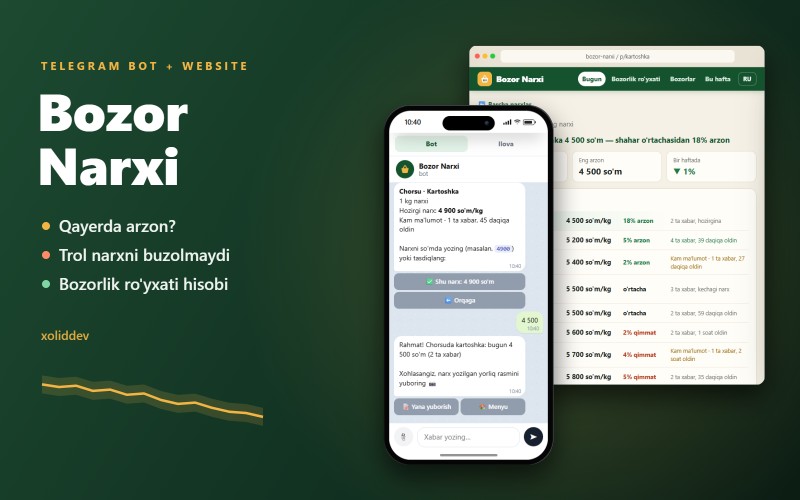 TELEGRAM BOT + WEBSITE
Bozor
Narxi
Qayerda arzon?
Trol narxni buzolmaydi
Bozorlik ro'yxati hisobi
xoliddev
10:40
Bot
Ilova
Bozor Narxi
bot
Chorsu · Kartoshka
1 kg narxi
Hozirgi narx: 4 900 so'm/kg
Kam ma'lumot · 1 ta xabar, 45 daqiqa
oldin
Narxni so'mda yozing (masalan, 4900)
yoki tasdiqlang:
10:40
Shu narx: 4 900 so'm
Orqaga
4 500
10:40
Rahmat! Chorsuda kartoshka: bugun 4
500 so'm (2 ta xabar)
Xohlasangiz, narx yozilgan yorliq rasmini
yuboring
10:40
Yana yuborish
Menyu
Xabar yozing...
bozor-narxi / p/kartoshka
Bozor Narxi
Bugun
Bozorlik ro'yxati
Bozorlar
Bu hafta
RU
narxi
4 500 so'm — shahar o'rtachasidan 18% arzon
Eng arzon
4 500 so'm
Bir haftada
▼ 1%
4 500 so'm/kg 18% arzon 2 ta xabar, hozirgina
5 200 so'm/kg 5% arzon 4 ta xabar, 39 daqiqa oldin
5 400 so'm/kg 2% arzon Kam ma'lumot · 1 ta xabar, 27
daqiqa oldin
5 500 so'm/kg o'rtacha 3 ta xabar, kechagi narx
5 500 so'm/kg o'rtacha 2 ta xabar, 59 daqiqa oldin
5 600 so'm/kg 2% qimmat 2 ta xabar, 1 soat oldin
5 700 so'm/kg 4% qimmat Kam ma'lumot · 1 ta xabar, 2
soat oldin
5 800 so'm/kg 5% qimmat 2 ta xabar, 35 daqiqa oldin